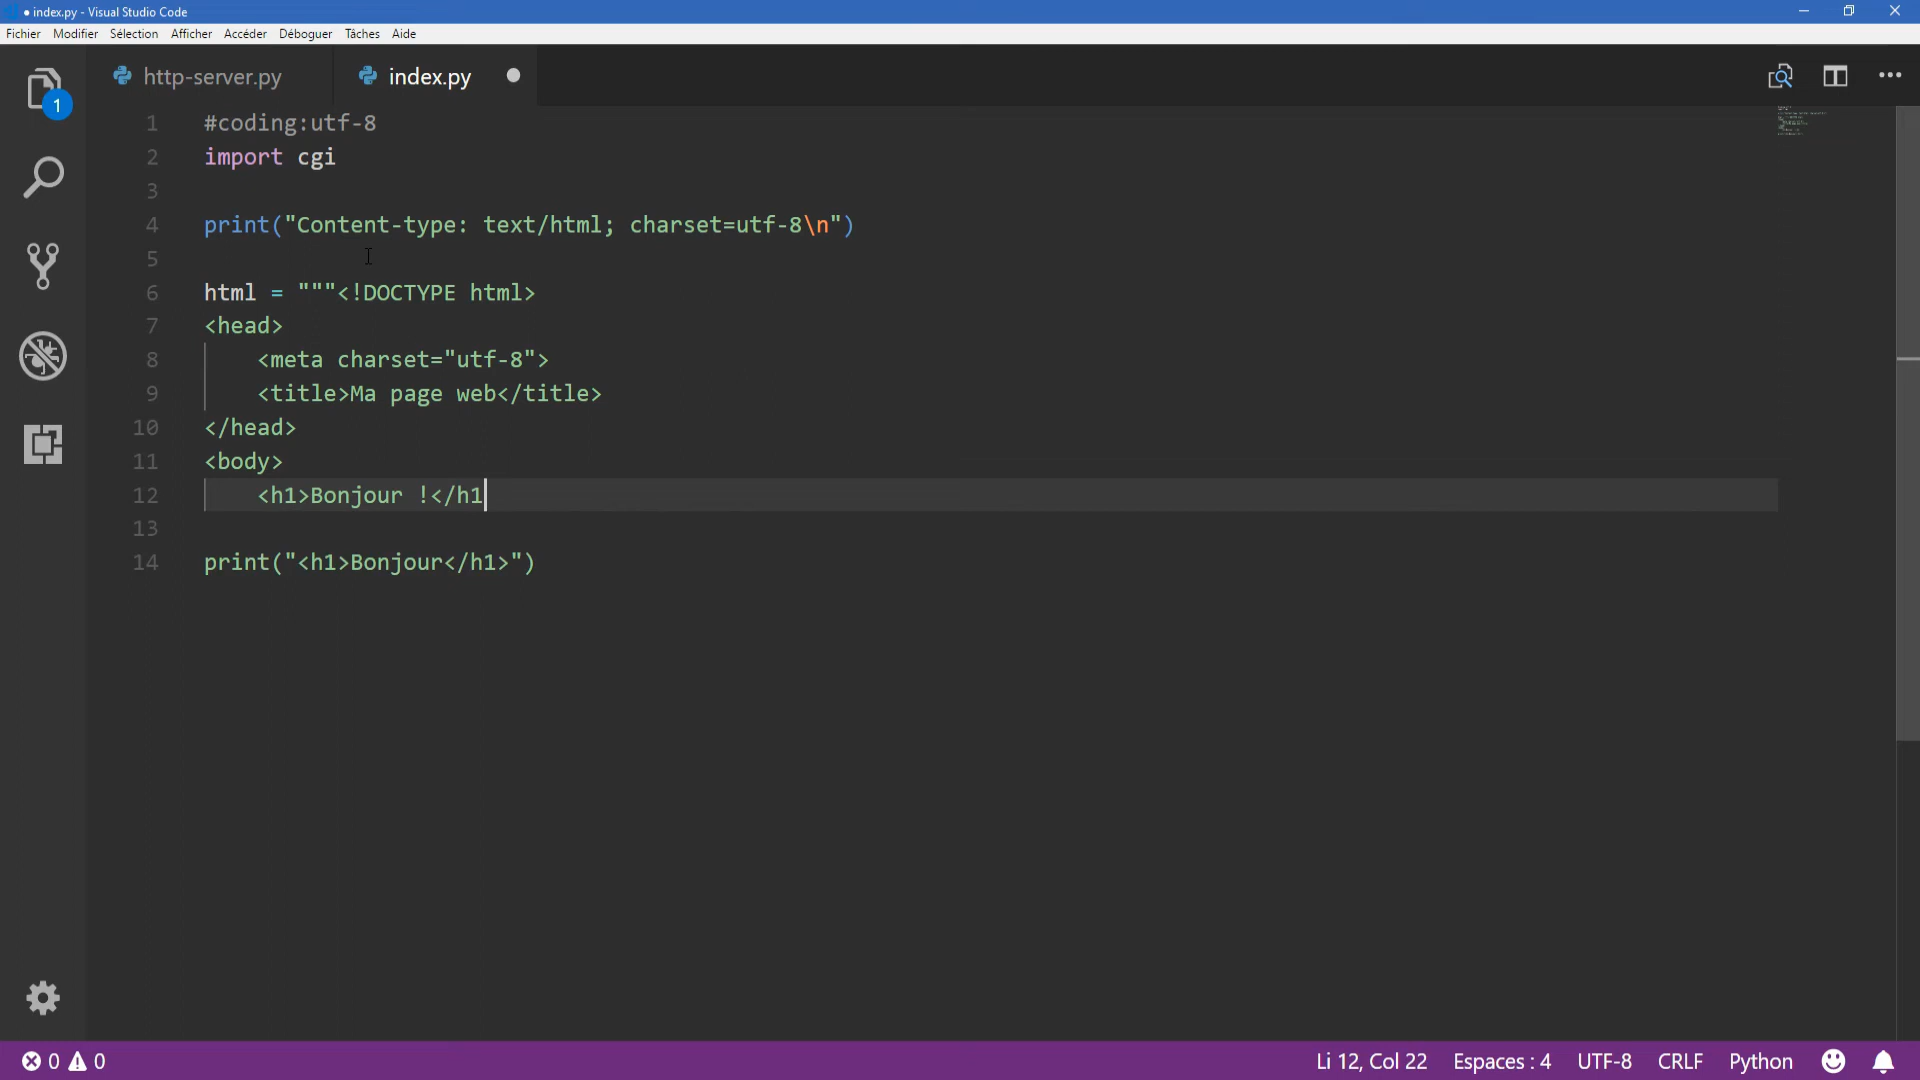 • index.py - Visual Studio Code
Fichier Modifier Sélection Afficher Accéder Déboguer Tâches Aide
http-server.py index.py
1
1 #coding:utf-8
2 import cgi
3
4 print("Content-type: text/html; charset=utf-8\n")
5
6 html = """<!DOCTYPE html>
7 <head>
8     <meta charset="utf-8">
9     <title>Ma page web</title>
10 </head>
11 <body>
12     <h1>Bonjour !</h1
13
14 print("<h1>Bonjour</h1>")
0 0 Li 12, Col 22 Espaces : 4 UTF-8 CRLF Python